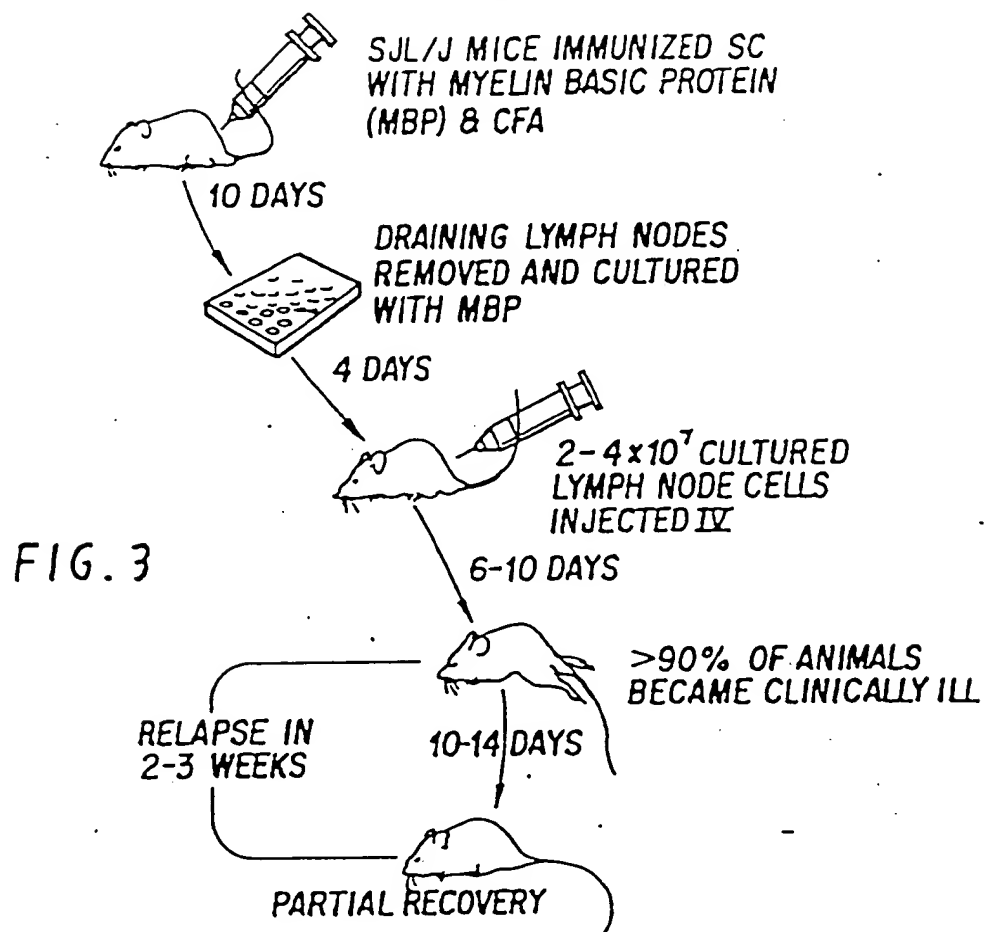 SJL/J MICE IMMUNIZED SC
WITH MYELIN BASIC PROTEIN
(MBP) & CFA
10 DAYS
DRAINING LYMPH NODES
REMOVED AND CULTURED
WITH MBP
4 DAYS
2-4x10⁷ CULTURED
LYMPH NODE CELLS
INJECTED IV
FIG. 3
6-10 DAYS
>90% OF ANIMALS
BECAME CLINICALLY ILL
RELAPSE IN
2-3 WEEKS
10-14 DAYS
PARTIAL RECOVERY